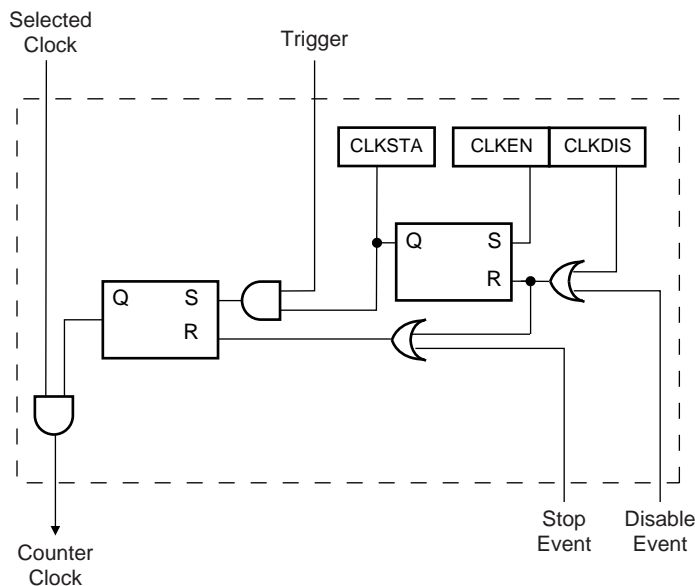 Selected
Clock
Trigger
CLKSTA
CLKEN
CLKDIS
Q
S
R
Q
S
R
Stop
Event
Disable
Event
Counter
Clock